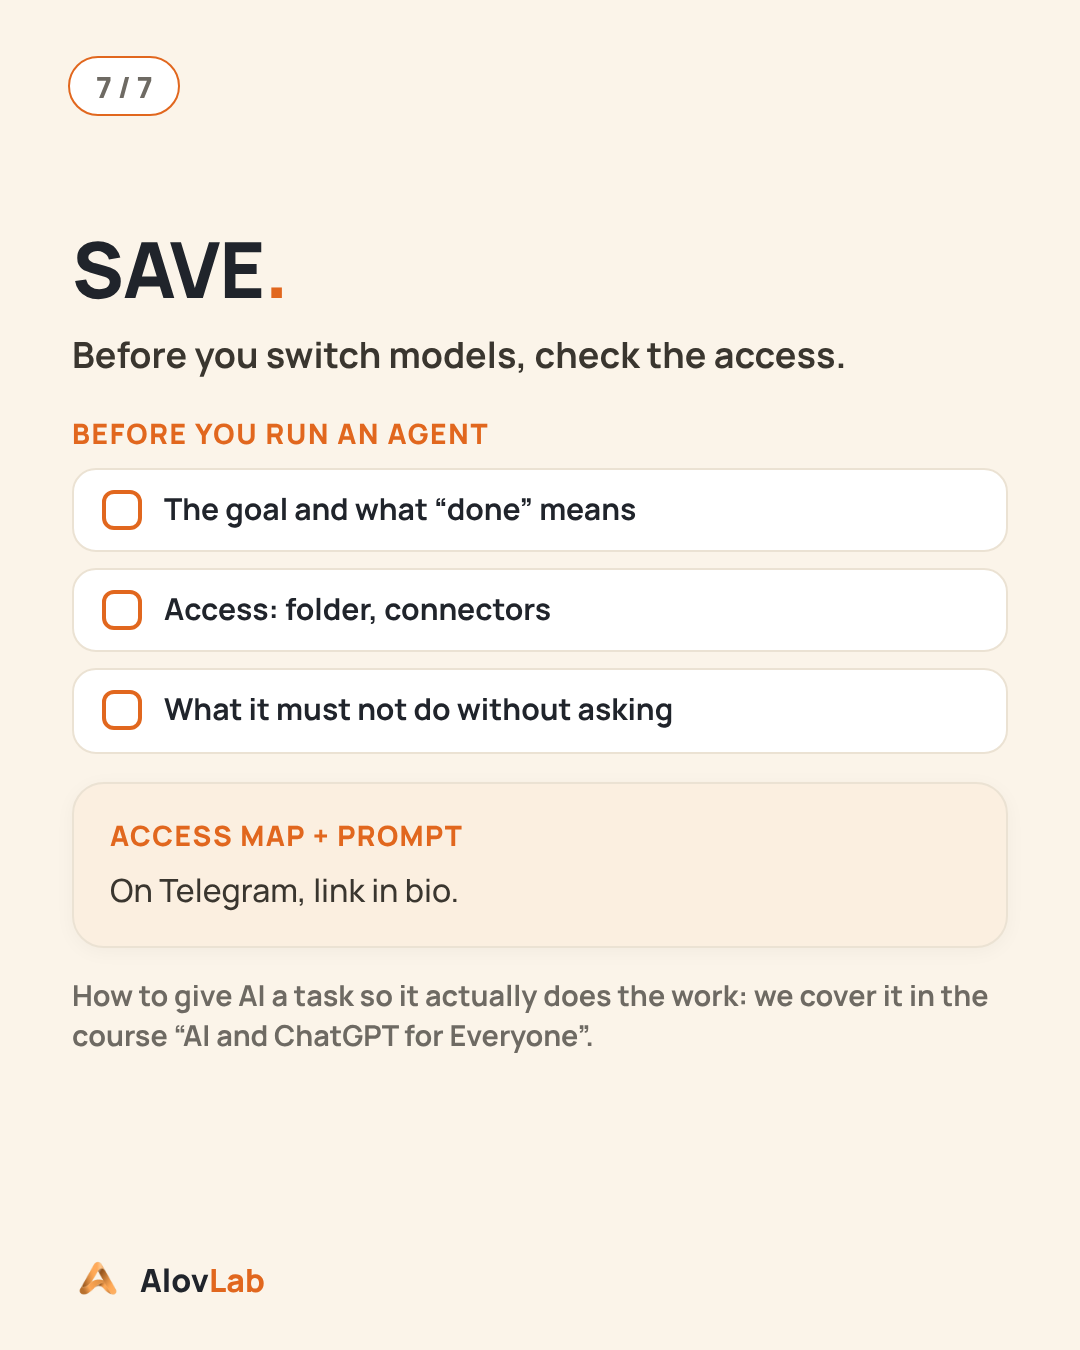 7 / 7
SAVE.
Before you switch models, check the access.
BEFORE YOU RUN AN AGENT
The goal and what “done” means
Access: folder, connectors
What it must not do without asking
ACCESS MAP + PROMPT
On Telegram, link in bio.
How to give AI a task so it actually does the work: we cover it in the
course “AI and ChatGPT for Everyone”.
AlovLab